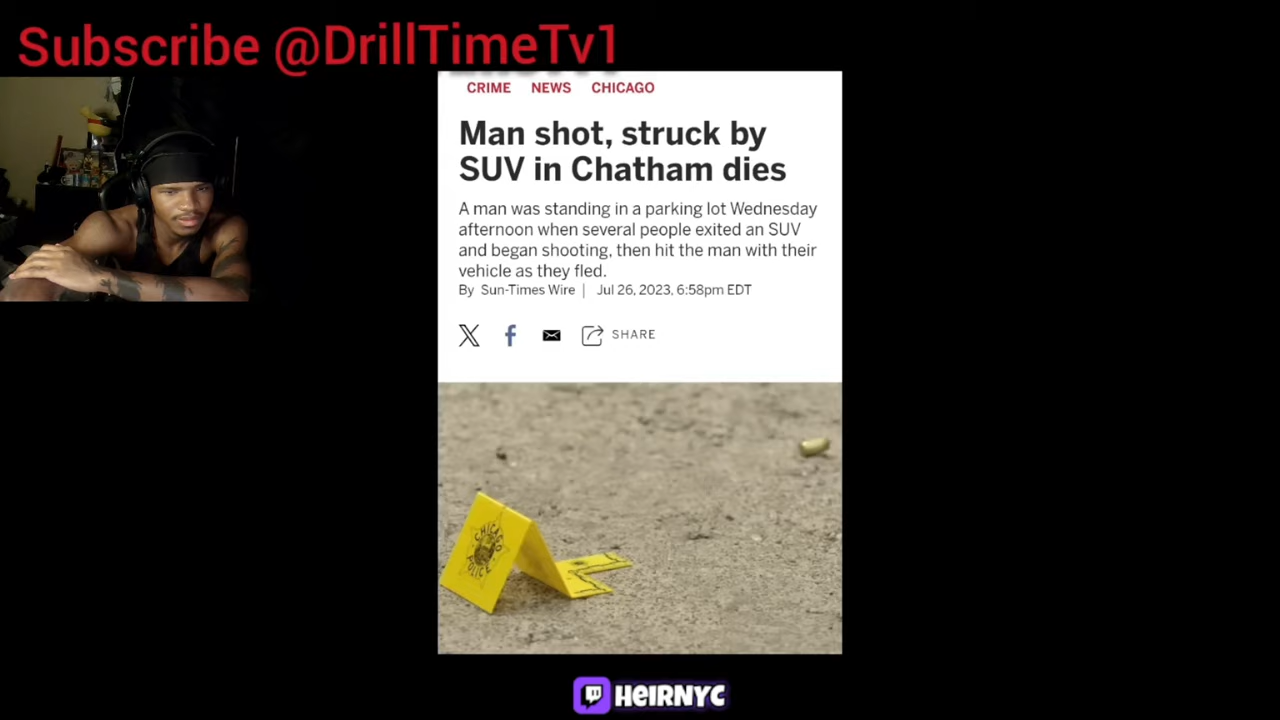 Subscribe @DrillTimeTv1
CRIME NEWS CHICAGO
Man shot, struck by
SUV in Chatham dies
A man was standing in a parking lot Wednesday
afternoon when several people exited an SUV
and began shooting, then hit the man with their
vehicle as they fled.
By Sun-Times Wire | Jul 26, 2023, 6:58pm EDT
SHARE
CHICAGO
POLICE
HEIRNYC